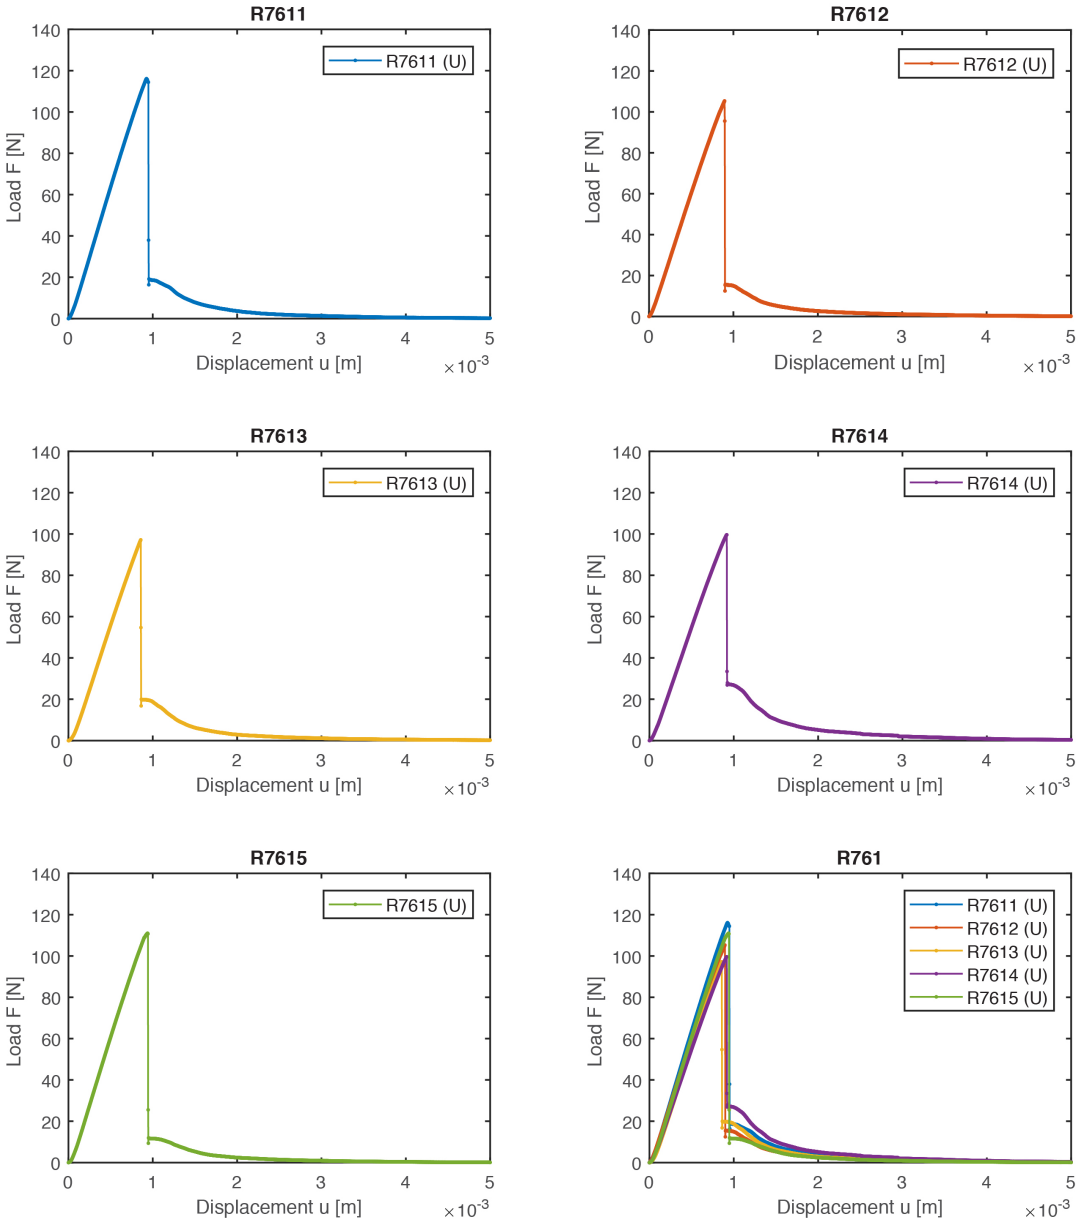 R7611
140
120
100
80
60
40
20
0
Load F [N]
R7611 (U)
0 1 2 3 4 5
Displacement u [m]
×10-3
R7612
140
120
100
80
60
40
20
0
Load F [N]
R7612 (U)
0 1 2 3 4 5
Displacement u [m]
×10-3
R7613
140
120
100
80
60
40
20
0
Load F [N]
R7613 (U)
0 1 2 3 4 5
Displacement u [m]
×10-3
R7614
140
120
100
80
60
40
20
0
Load F [N]
R7614 (U)
0 1 2 3 4 5
Displacement u [m]
×10-3
R7615
140
120
100
80
60
40
20
0
Load F [N]
R7615 (U)
0 1 2 3 4 5
Displacement u [m]
×10-3
R761
140
120
100
80
60
40
20
0
Load F [N]
R7611 (U)
R7612 (U)
R7613 (U)
R7614 (U)
R7615 (U)
0 1 2 3 4 5
Displacement u [m]
×10-3